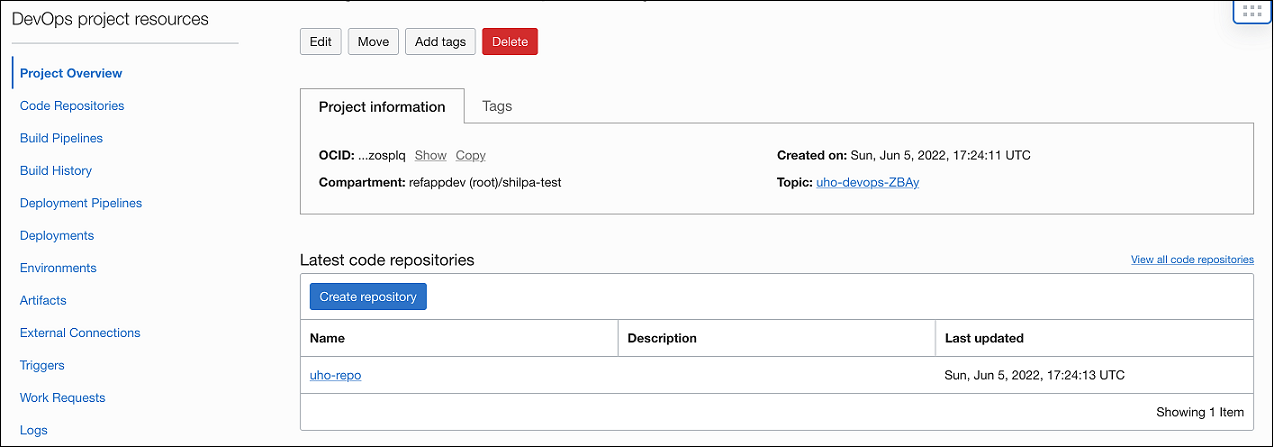 DevOps project resources
Project Overview
Code Repositories
Build Pipelines
Build History
Deployment Pipelines
Deployments
Environments
Artifacts
External Connections
Triggers
Work Requests
Logs
Edit Move Add tags Delete
Project information Tags
OCID: ...zosplq Show Copy Created on: Sun, Jun 5, 2022, 17:24:11 UTC
Compartment: refappdev (root)/shilpa-test Topic: uho-devops-ZBAy
Latest code repositories View all code repositories
Create repository
Name Description Last updated
uho-repo Sun, Jun 5, 2022, 17:24:13 UTC
Showing 1 Item